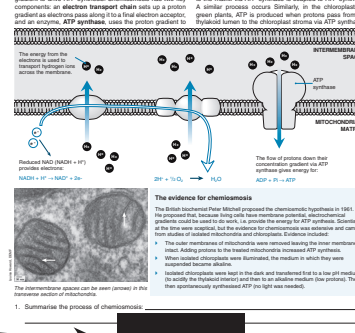 components: an electron transport chain sets up a proton
gradient as electrons pass along it to a final electron acceptor,
and an enzyme, ATP synthase, uses the proton gradient to
A similar process occurs Similarly, in the chloroplast
green plants, ATP is produced when protons pass from
thylakoid lumen to the chloroplast stroma via ATP synth
The energy from the
electrons is used to
transport hydrogen ions
across the membrane.
INTERMEMBRA
SPAC
ATP
synthase
MITOCHONDR
MATR
Reduced NAD (NADH + H⁺)
provides electrons:
NADH + H⁺ → NAD⁺ + 2e-
2H⁺ + ½ O₂ → H₂O
The flow of protons down their
concentration gradient via ATP
synthase gives energy for:
ADP + Pi → ATP
The intermembrane spaces can be seen (arrows) in this
transverse section of mitochondria.
The evidence for chemiosmosis
The British biochemist Peter Mitchell proposed the chemiosmotic hypothesis in 1961.
He proposed that, because living cells have membrane potential, electrochemical
gradients could be used to do work, i.e. provide the energy for ATP synthesis. Scientis
at the time were sceptical, but the evidence for chemiosmosis was extensive and cam
from studies of isolated mitochondria and chloroplasts. Evidence included:
The outer membranes of mitochondria were removed leaving the inner membran
intact. Adding protons to the treated mitochondria increased ATP synthesis.
When isolated chloroplasts were illuminated, the medium in which they were
suspended became alkaline.
Isolated chloroplasts were kept in the dark and transferred first to a low pH mediu
(to acidify the thylakoid interior) and then to an alkaline medium (low protons). The
then spontaneously synthesised ATP (no light was needed).
1. Summarise the process of chemiosmosis: